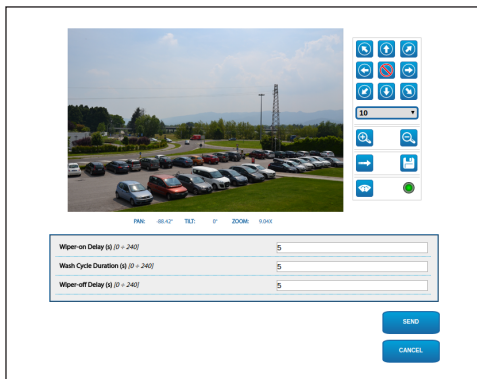 10
PAN: -88.42° TILT: 0° ZOOM: 9.04X
Wiper-on Delay (s) [0 ÷ 240] 5
Wash Cycle Duration (s) [0 ÷ 240] 5
Wiper-off Delay (s) [0 ÷ 240] 5
SEND
CANCEL